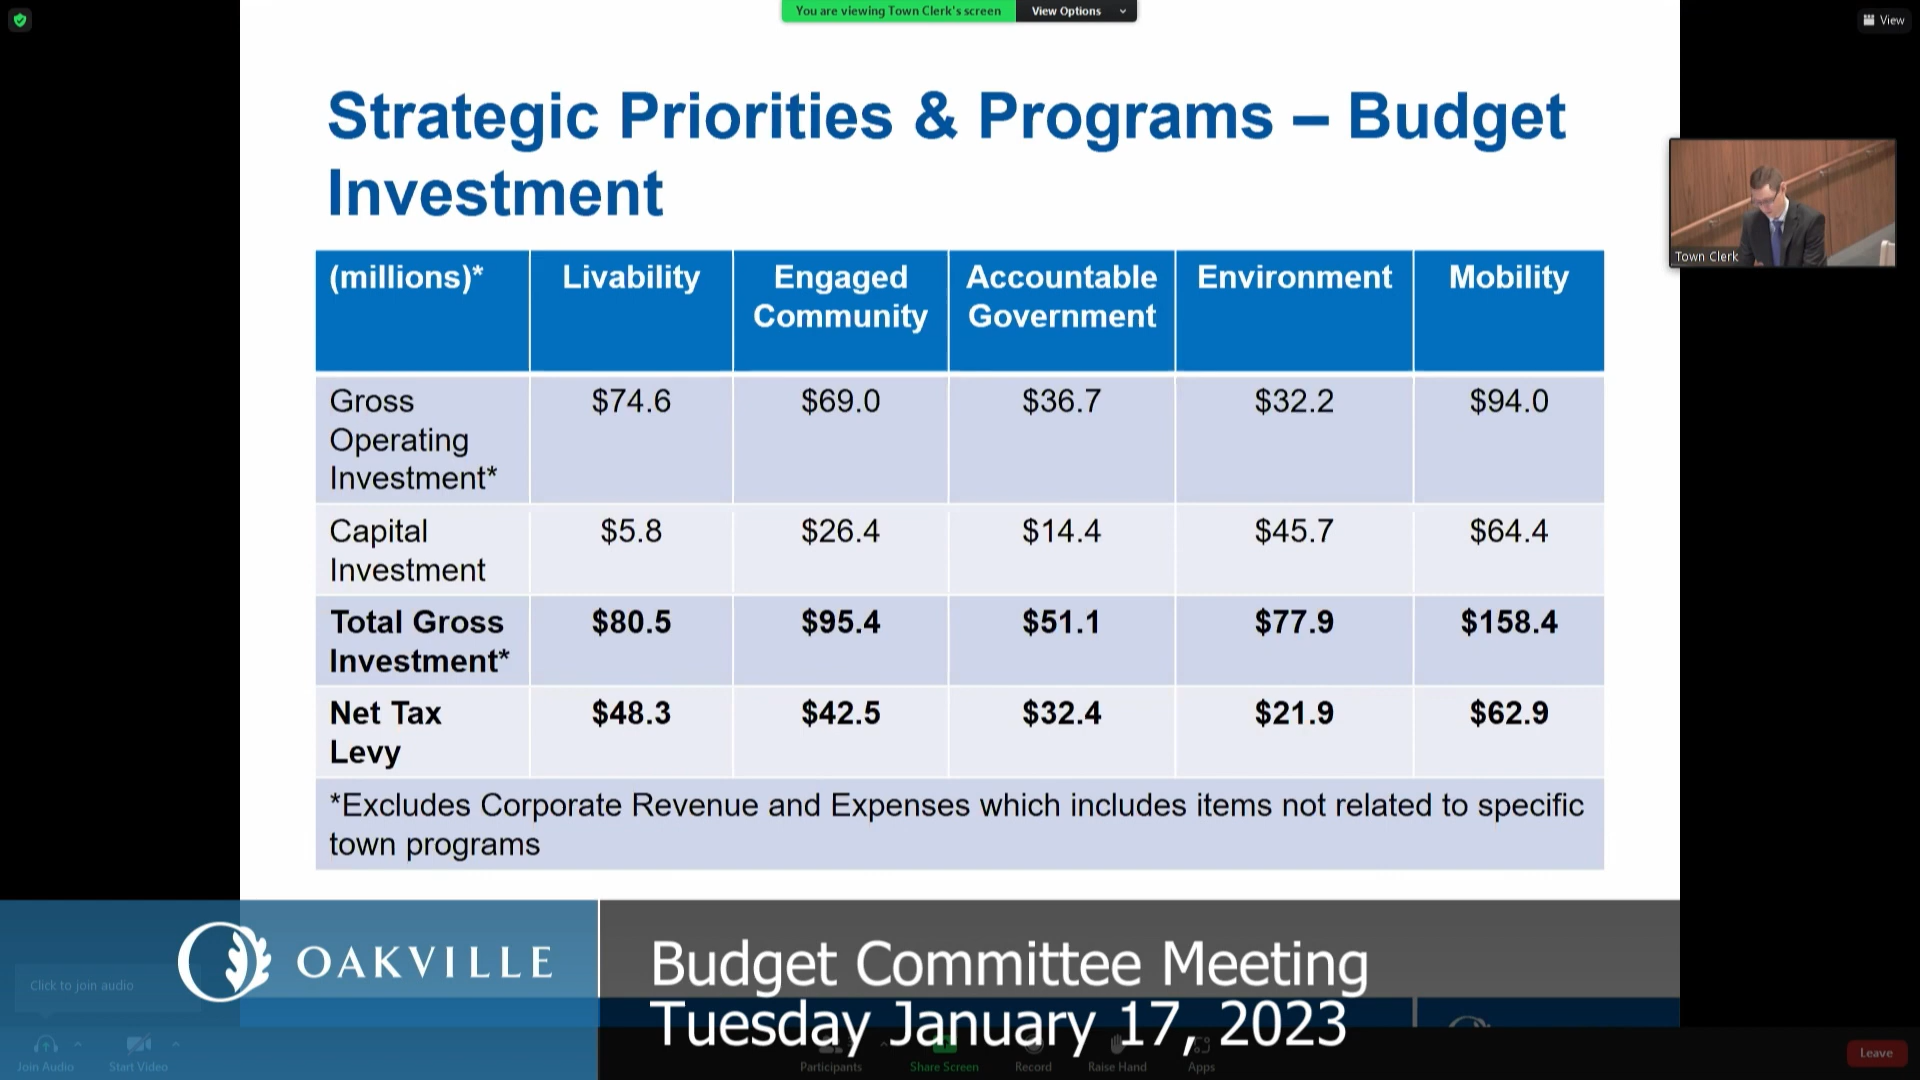 You are viewing Town Clerk's screen
View Options
View
Strategic Priorities & Programs – Budget
Investment
(millions)* Livability Engaged Community Accountable Government Environment Mobility
Gross Operating Investment* $74.6 $69.0 $36.7 $32.2 $94.0
Capital Investment $5.8 $26.4 $14.4 $45.7 $64.4
Total Gross Investment* $80.5 $95.4 $51.1 $77.9 $158.4
Net Tax Levy $48.3 $42.5 $32.4 $21.9 $62.9
*Excludes Corporate Revenue and Expenses which includes items not related to specific
town programs
Town Clerk
OAKVILLE
Budget Committee Meeting
Tuesday January 17, 2023
Click to join audio
Join Audio Start Video Participants Share Screen Record Raise Hand Apps Leave